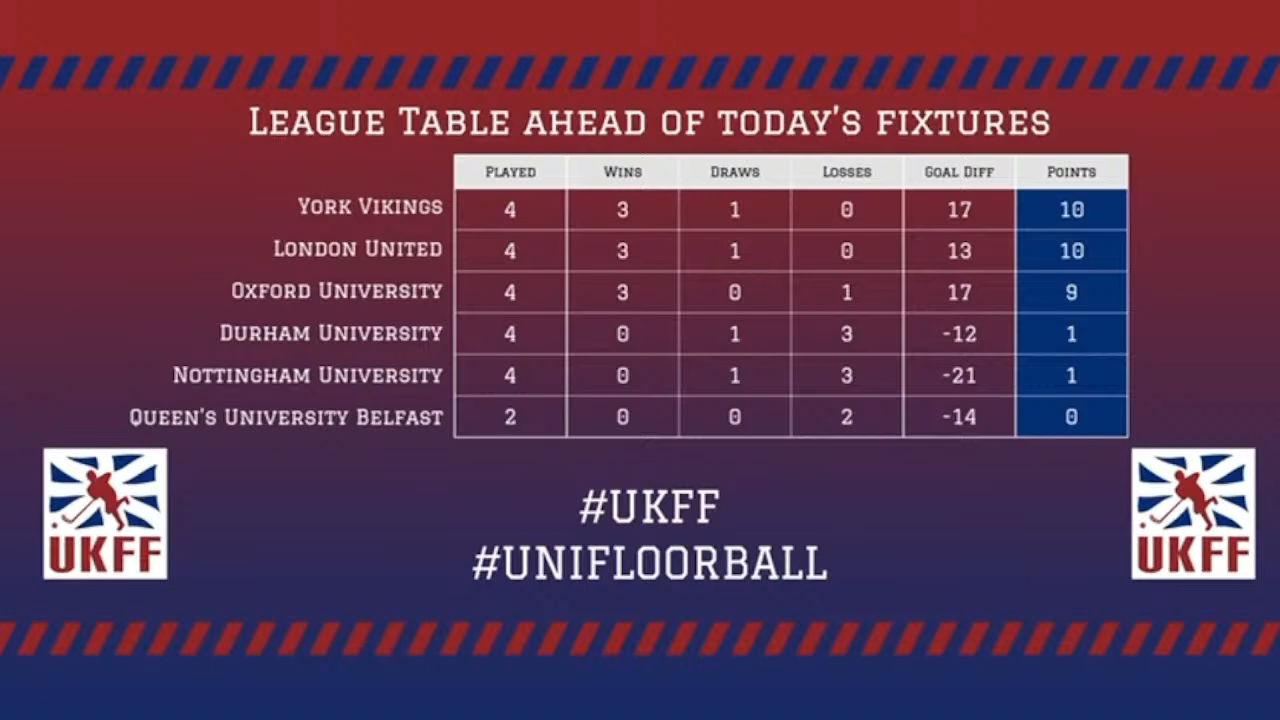 League Table ahead of today's fixtures
Played Wins Draws Losses Goal Diff Points
York Vikings 4 3 1 0 17 10
London United 4 3 1 0 13 10
Oxford University 4 3 0 1 17 9
Durham University 4 0 1 3 -12 1
Nottingham University 4 0 1 3 -21 1
Queen's University Belfast 2 0 0 2 -14 0
#UKFF
#UNIFLOORBALL
UKFF
UKFF